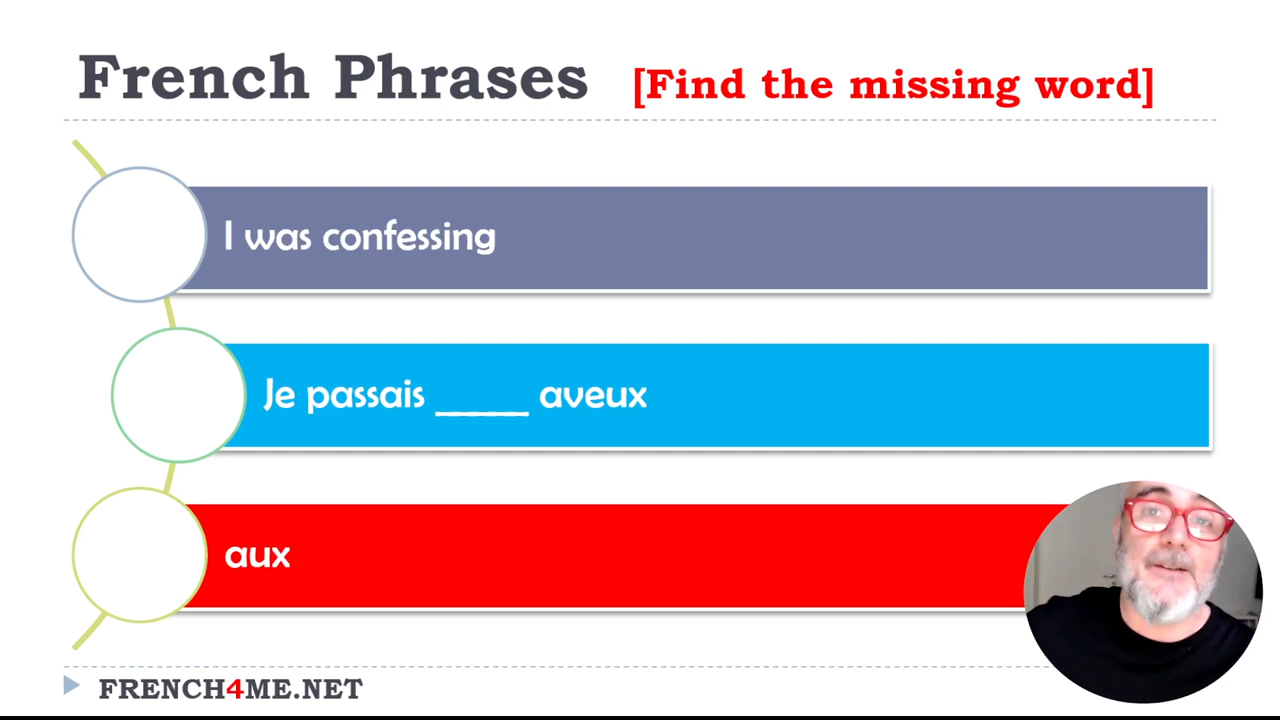 French Phrases [Find the missing word]
I was confessing
Je passais _____ aveux
aux
FRENCH4ME.NET